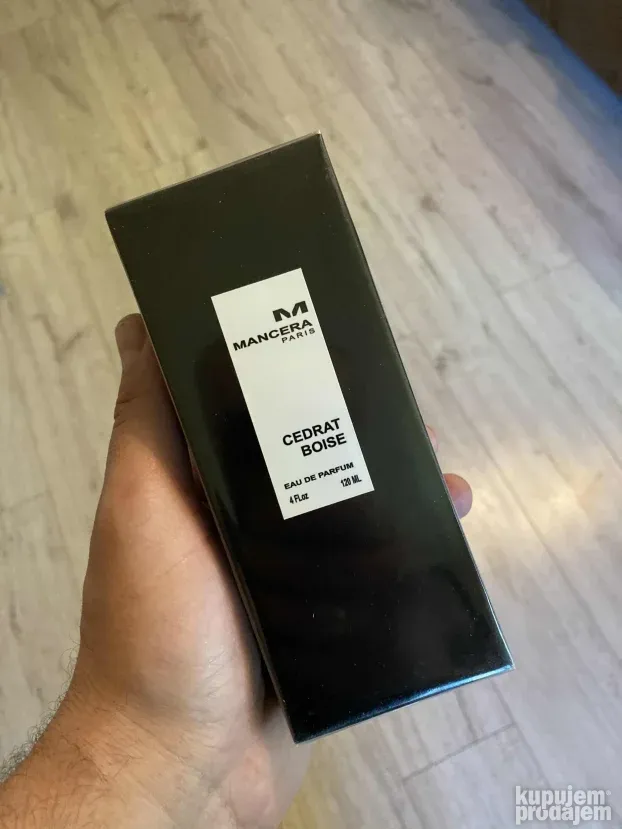 M
MANCERA
PARIS
CEDRAT
BOISE
EAU DE PARFUM
4 FLoz 120 ML
kupujem
prodajem